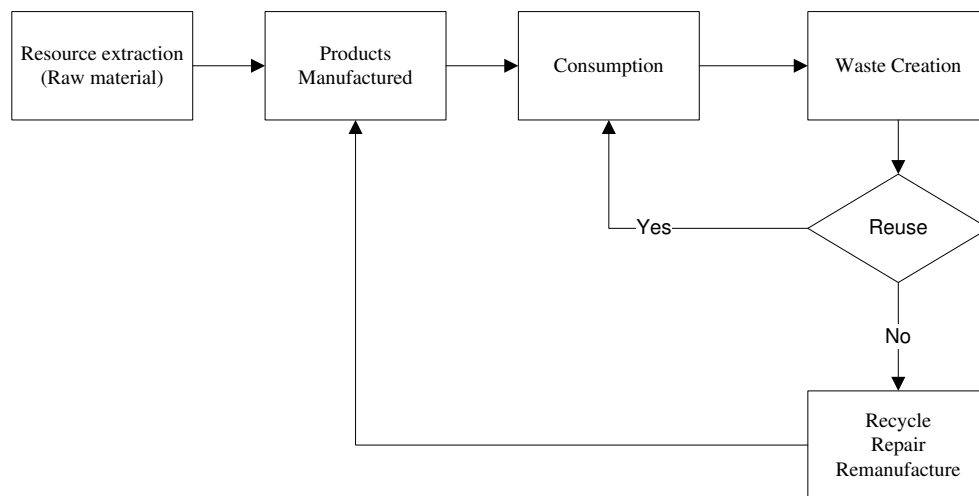 Resource extraction
(Raw material)
Products
Manufactured
Consumption
Waste Creation
Yes
Reuse
No
Recycle
Repair
Remanufacture